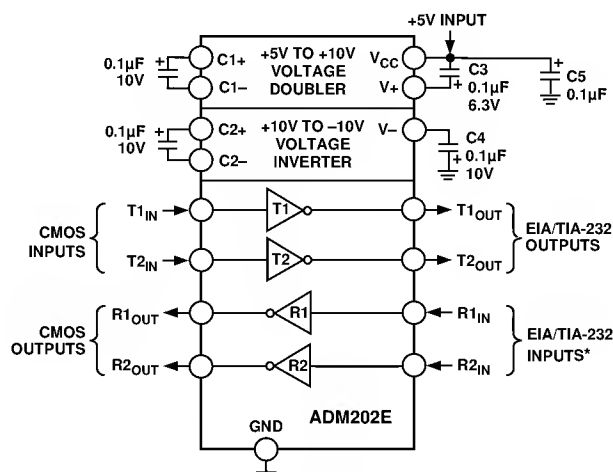 +5V INPUT
0.1µF
10V
+
C1+
C1–
+5V TO +10V
VOLTAGE
DOUBLER
VCC
V+
C3
+ 0.1µF
6.3V
+
C5
0.1µF
0.1µF
10V
+
C2+
C2–
+10V TO –10V
VOLTAGE
INVERTER
V–
C4
+ 0.1µF
10V
CMOS
INPUTS
T1IN
T1
T1OUT
T2IN
T2
T2OUT
EIA/TIA-232
OUTPUTS
CMOS
OUTPUTS
R1OUT
R1
R1IN
R2OUT
R2
R2IN
EIA/TIA-232
INPUTS*
GND
ADM202E